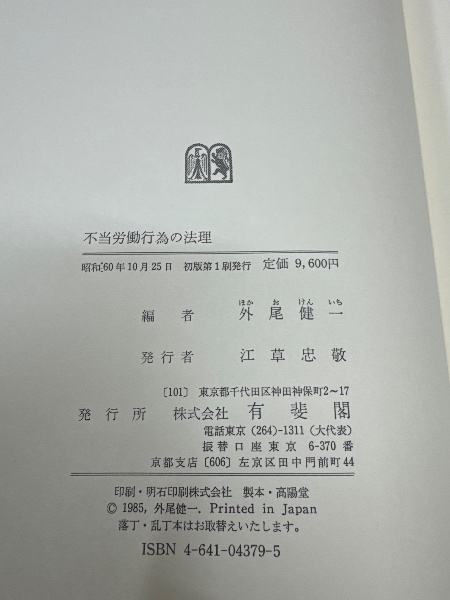 不当労働行為の法理
昭和60年10月25日 初版第1刷発行 定価 9,600円
ほか お けん いち
編者 外尾健一
発行者 江草忠敬
〔101〕 東京都千代田区神田神保町2～17
発行所 株式会社 有斐閣
電話東京 (264)-1311 (大代表)
振替口座東京 6-370番
京都支店〔606〕左京区田中門前町44
印刷・明石印刷株式会社 製本・高陽堂
© 1985, 外尾健一. Printed in Japan
落丁・乱丁本はお取替えいたします。
ISBN 4-641-04379-5